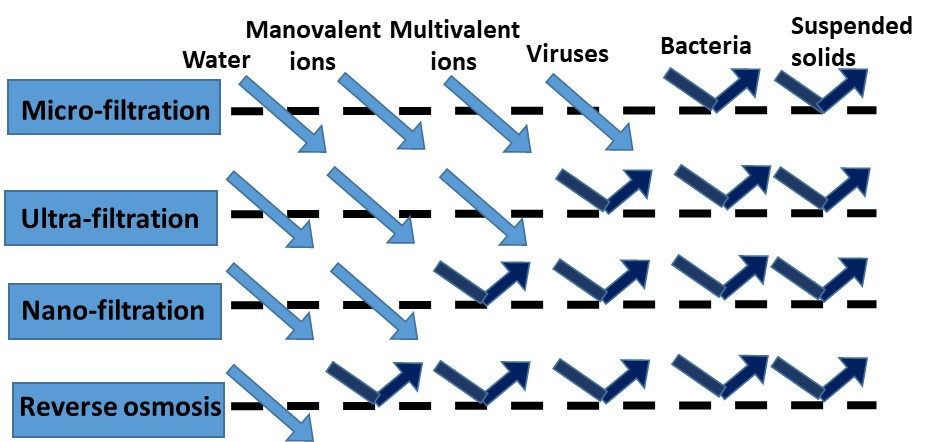 Water
Manovalent
ions
Multivalent
ions
Viruses
Bacteria
Suspended
solids
Micro-filtration
Ultra-filtration
Nano-filtration
Reverse osmosis